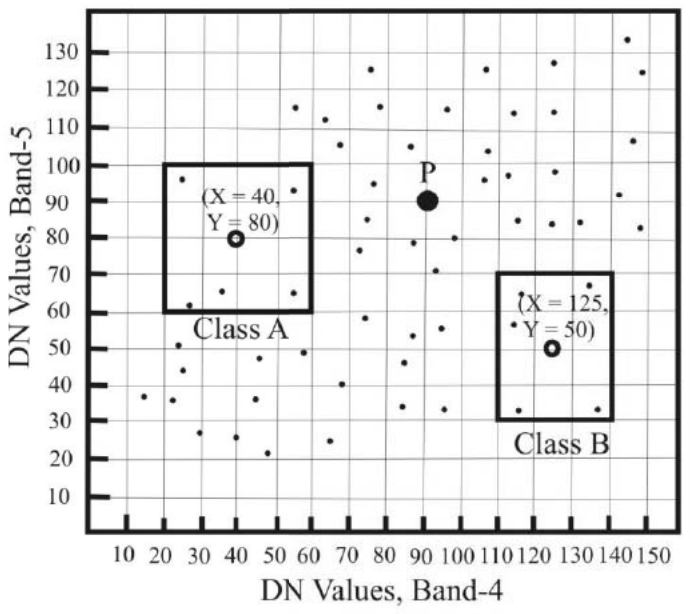 DN Values, Band-5
130
120
110
100
90
80
70
60
50
40
30
20
10
P
(X = 40,
Y = 80)
Class A
(X = 125,
Y = 50)
Class B
10 20 30 40 50 60 70 80 90 100 110 120 130 140 150
DN Values, Band-4